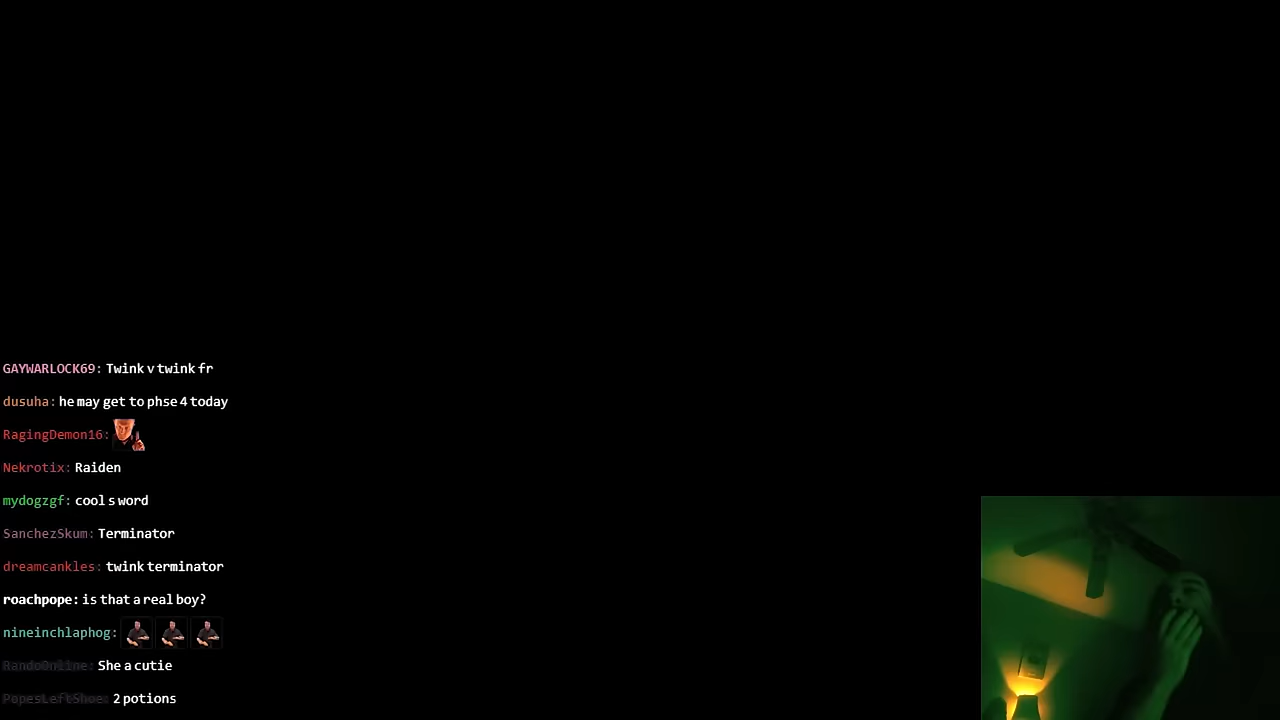 GAYWARLOCK69: Twink v twink fr
dusuha: he may get to phse 4 today
RagingDemon16:
Nekrotix: Raiden
mydogzgf: cool s word
SanchezSkum: Terminator
dreamcankles: twink terminator
roachpope: is that a real boy?
nineinchlaphog:
RandoOnline: She a cutie
PopesLeftShoe: 2 potions